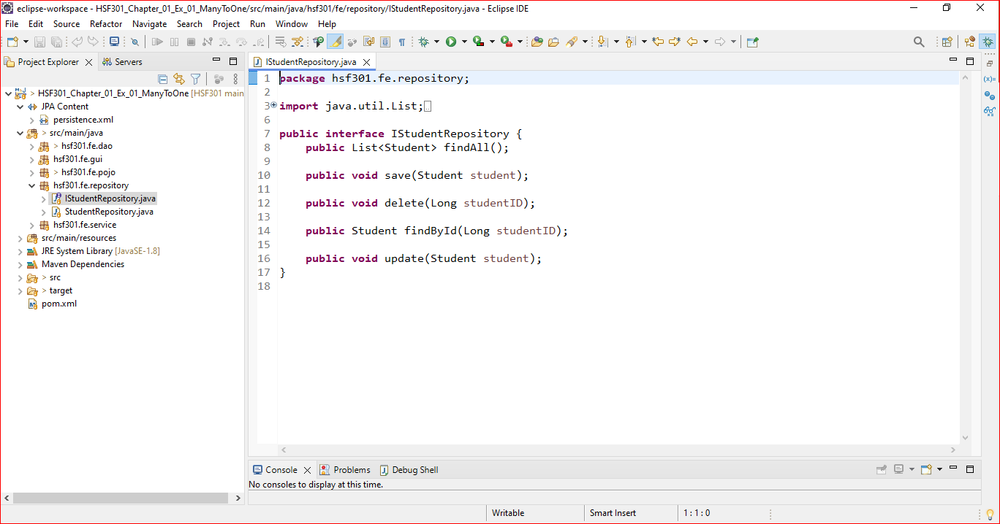 eclipse-workspace - HSF301_Chapter_01_Ex_01_ManyToOne/src/main/java/hsf301/fe/repository/IStudentRepository.java - Eclipse IDE
File Edit Source Refactor Navigate Search Project Run Window Help
Project Explorer Servers
HSF301_Chapter_01_Ex_01_ManyToOne [HSF301 main
JPA Content
persistence.xml
> src/main/java
> hsf301.fe.dao
hsf301.fe.gui
> hsf301.fe.pojo
hsf301.fe.repository
IStudentRepository.java
StudentRepository.java
hsf301.fe.service
src/main/resources
JRE System Library [JavaSE-1.8]
Maven Dependencies
> src
> target
pom.xml
IStudentRepository.java
1 package hsf301.fe.repository;
2
3 import java.util.List;
6
7 public interface IStudentRepository {
8 public List<Student> findAll();
9
10 public void save(Student student);
11
12 public void delete(Long studentID);
13
14 public Student findById(Long studentID);
15
16 public void update(Student student);
17 }
18
Console Problems Debug Shell
No consoles to display at this time.
Writable Smart Insert 1 : 1 : 0